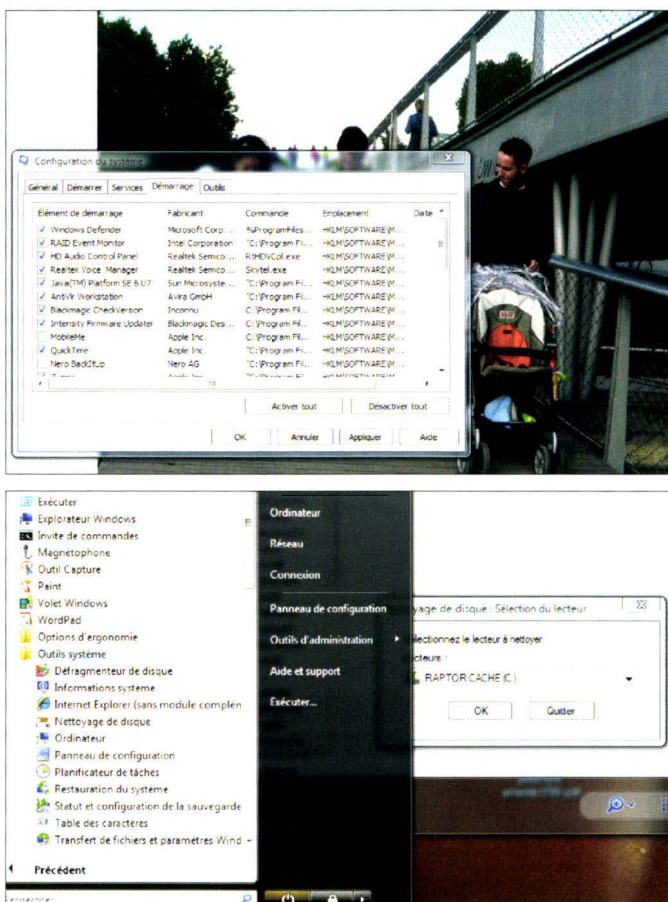 Configuration du système
Général Démarrer Services Démarrage Outils
Élément de démarrage Fabricant Commande Emplacement Date
Windows Defender Microsoft Corp... %ProgramFiles... HKLM\SOFTWARE\M...
RAID Event Monitor Intel Corporation "C:\Program Fi... HKLM\SOFTWARE\M...
HD Audio Control Panel Realtek Semico... RtHDVCpl.exe HKLM\SOFTWARE\M...
Realtek Voice Manager Realtek Semico... Skytel.exe HKLM\SOFTWARE\M...
Java(TM) Platform SE 6 U7 Sun Microsyste... "C:\Program Fi... HKLM\SOFTWARE\M...
AntiVir Workstation Avira GmbH "C:\Program Fi... HKLM\SOFTWARE\M...
Blackmagic CheckVersion Inconnu C:\Program Fil... HKLM\SOFTWARE\M...
Intensity Firmware Updater Blackmagic Des... C:\Program Fil... HKLM\SOFTWARE\M...
MobileMe Apple Inc. C:\Program Fil... HKLM\SOFTWARE\M...
QuickTime Apple Inc. "C:\Program Fi... HKLM\SOFTWARE\M...
Nero BackItUp Nero AG "C:\Program Fi... HKLM\SOFTWARE\M...
Activer tout Désactiver tout
OK Annuler Appliquer Aide
Exécuter
Explorateur Windows
Invite de commandes
Magnétophone
Outil Capture
Paint
Volet Windows
WordPad
Options d'ergonomie
Outils système
Défragmenteur de disque
Informations système
Internet Explorer (sans module complén
Nettoyage de disque
Ordinateur
Panneau de configuration
Planificateur de tâches
Restauration du système
Statut et configuration de la sauvegarde
Table des caractères
Transfert de fichiers et paramètres Wind
Précédent
Ordinateur
Réseau
Connexion
Panneau de configuration
Outils d'administration
Aide et support
Exécuter...
yage de disque : Sélection du lecteur
lectionnez le lecteur à nettoyer
cteurs :
RAPTOR CACHE (C:)
OK Quitter